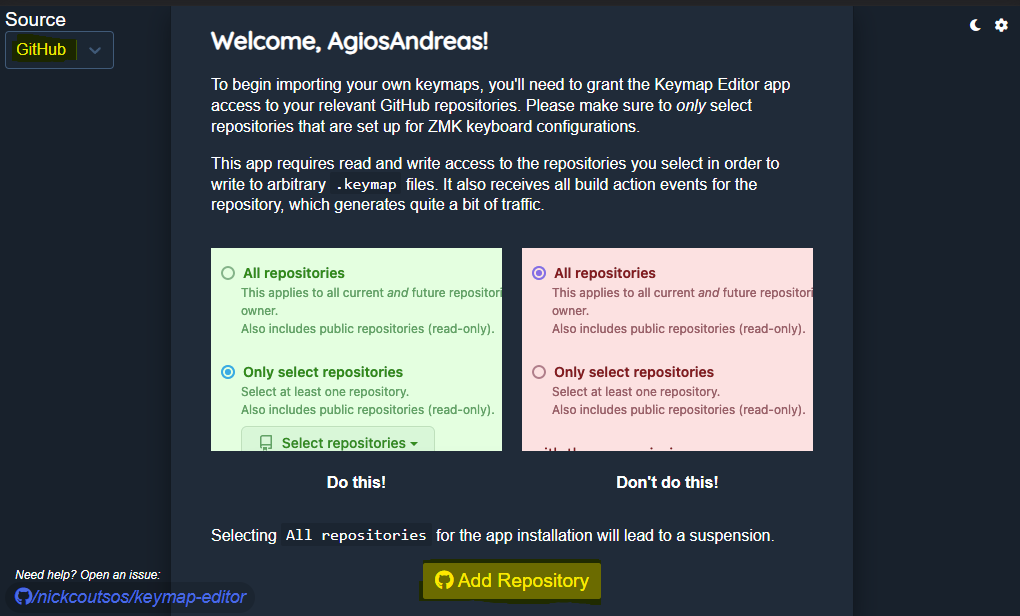 Source
GitHub
Welcome, AgiosAndreas!
To begin importing your own keymaps, you'll need to grant the Keymap Editor app
access to your relevant GitHub repositories. Please make sure to only select
repositories that are set up for ZMK keyboard configurations.
This app requires read and write access to the repositories you select in order to
write to arbitrary .keymap files. It also receives all build action events for the
repository, which generates quite a bit of traffic.
All repositories
This applies to all current and future repositori
owner.
Also includes public repositories (read-only).
Only select repositories
Select at least one repository.
Also includes public repositories (read-only).
Select repositories
Do this!
All repositories
This applies to all current and future repositori
owner.
Also includes public repositories (read-only).
Only select repositories
Select at least one repository.
Also includes public repositories (read-only).
Don't do this!
Selecting All repositories for the app installation will lead to a suspension.
Add Repository
Need help? Open an issue:
/nickcoutsos/keymap-editor